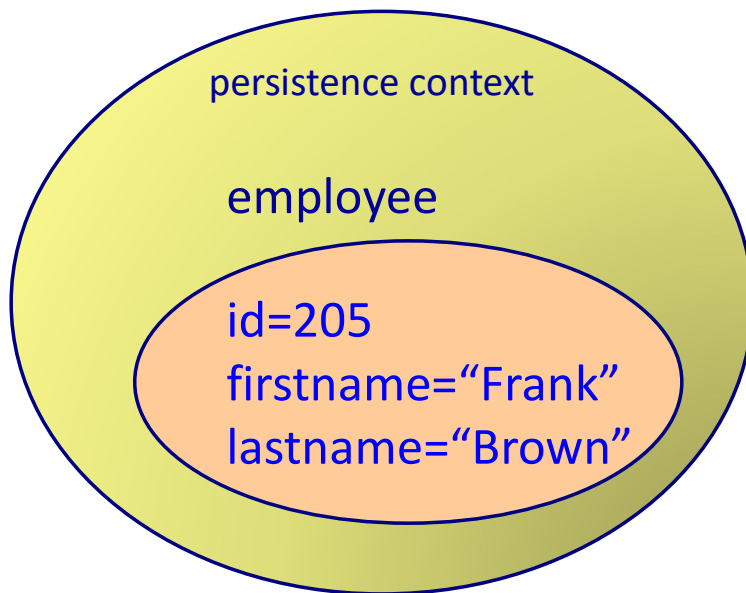 persistence context
employee
id=205
firstname=“Frank”
lastname=“Brown”